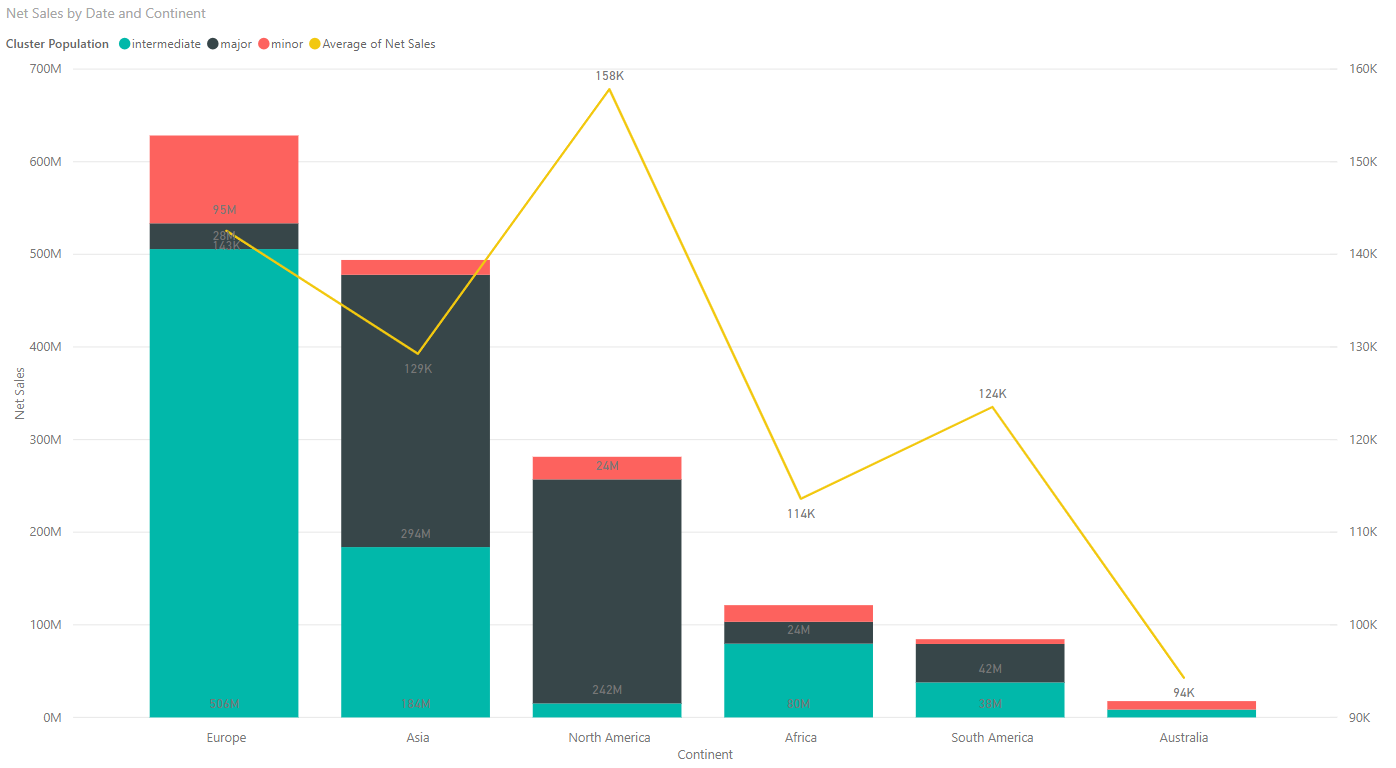 Net Sales by Date and Continent
Cluster Population intermediate major minor Average of Net Sales
700M
600M
500M
400M
300M
200M
100M
0M
Net Sales
160K
150K
140K
130K
120K
110K
100K
90K
95M
28M
143K
506M
129K
294M
184M
158K
24M
242M
114K
24M
80M
124K
42M
38M
94K
Europe Asia North America Africa South America Australia
Continent